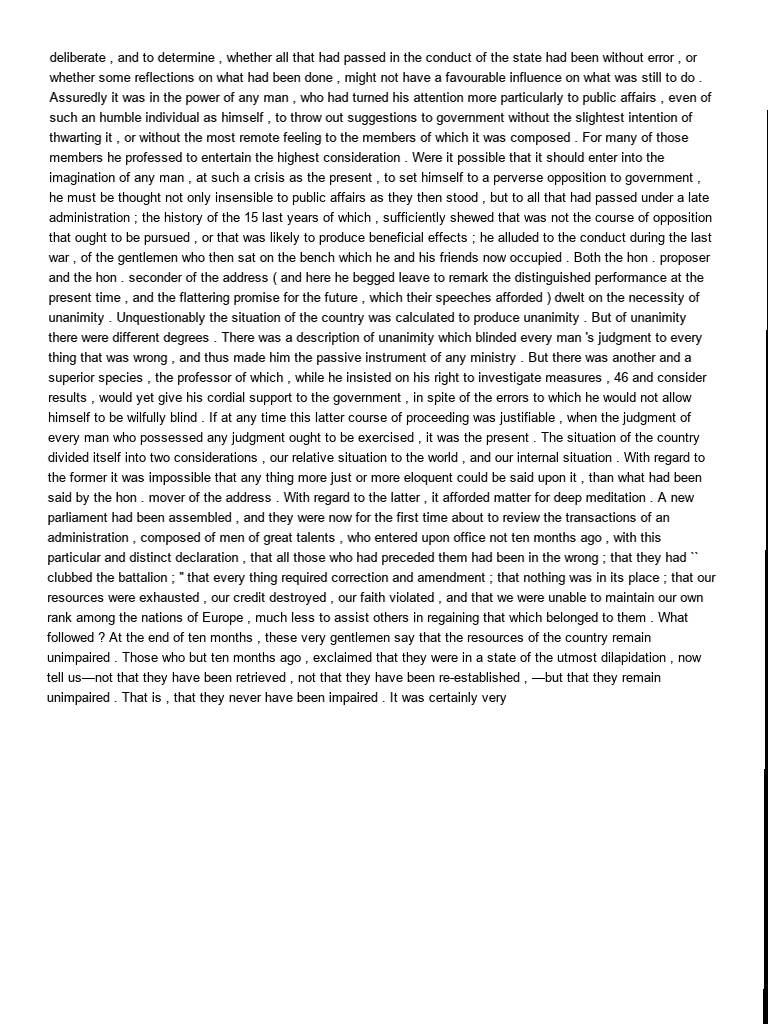 deliberate , and to determine , whether all that had passed in the conduct of the state had been without error , or
whether some reflections on what had been done , might not have a favourable influence on what was still to do .
Assuredly it was in the power of any man , who had turned his attention more particularly to public affairs , even of
such an humble individual as himself , to throw out suggestions to government without the slightest intention of
thwarting it , or without the most remote feeling to the members of which it was composed . For many of those
members he professed to entertain the highest consideration . Were it possible that it should enter into the
imagination of any man , at such a crisis as the present , to set himself to a perverse opposition to government ,
he must be thought not only insensible to public affairs as they then stood , but to all that had passed under a late
administration ; the history of the 15 last years of which , sufficiently shewed that was not the course of opposition
that ought to be pursued , or that was likely to produce beneficial effects ; he alluded to the conduct during the last
war , of the gentlemen who then sat on the bench which he and his friends now occupied . Both the hon . proposer
and the hon . seconder of the address ( and here he begged leave to remark the distinguished performance at the
present time , and the flattering promise for the future , which their speeches afforded ) dwelt on the necessity of
unanimity . Unquestionably the situation of the country was calculated to produce unanimity . But of unanimity
there were different degrees . There was a description of unanimity which blinded every man 's judgment to every
thing that was wrong , and thus made him the passive instrument of any ministry . But there was another and a
superior species , the professor of which , while he insisted on his right to investigate measures , 46 and consider
results , would yet give his cordial support to the government , in spite of the errors to which he would not allow
himself to be wilfully blind . If at any time this latter course of proceeding was justifiable , when the judgment of
every man who possessed any judgment ought to be exercised , it was the present . The situation of the country
divided itself into two considerations , our relative situation to the world , and our internal situation . With regard to
the former it was impossible that any thing more just or more eloquent could be said upon it , than what had been
said by the hon . mover of the address . With regard to the latter , it afforded matter for deep meditation . A new
parliament had been assembled , and they were now for the first time about to review the transactions of an
administration , composed of men of great talents , who entered upon office not ten months ago , with this
particular and distinct declaration , that all those who had preceded them had been in the wrong ; that they had ``
clubbed the battalion ; '' that every thing required correction and amendment ; that nothing was in its place ; that our
resources were exhausted , our credit destroyed , our faith violated , and that we were unable to maintain our own
rank among the nations of Europe , much less to assist others in regaining that which belonged to them . What
followed ? At the end of ten months , these very gentlemen say that the resources of the country remain
unimpaired . Those who but ten months ago , exclaimed that they were in a state of the utmost dilapidation , now
tell us—not that they have been retrieved , not that they have been re-established , —but that they remain
unimpaired . That is , that they never have been impaired . It was certainly very